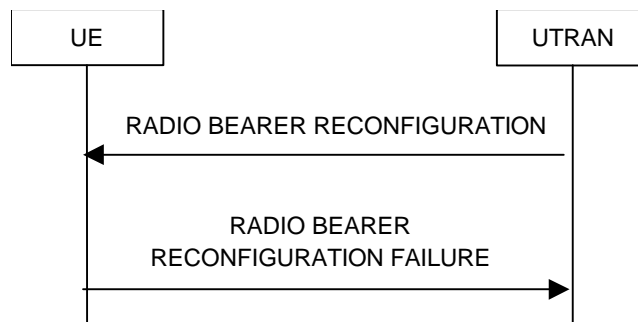 UE
UTRAN
RADIO BEARER RECONFIGURATION
RADIO BEARER
RECONFIGURATION FAILURE